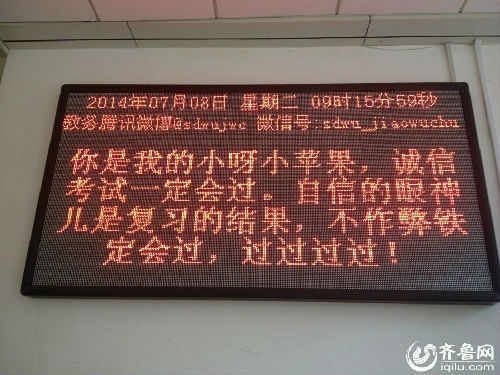 2014年07月08日 星期二 09时15分59秒
教务腾讯微博@sdwujwc 微信号:sdwu_jiaowuchu
你是我的小呀小苹果，诚信
考试一定会过。自信的眼神
儿是复习的结果，不作弊铁
定会过，过过过过！
齐鲁网
iqilu.com